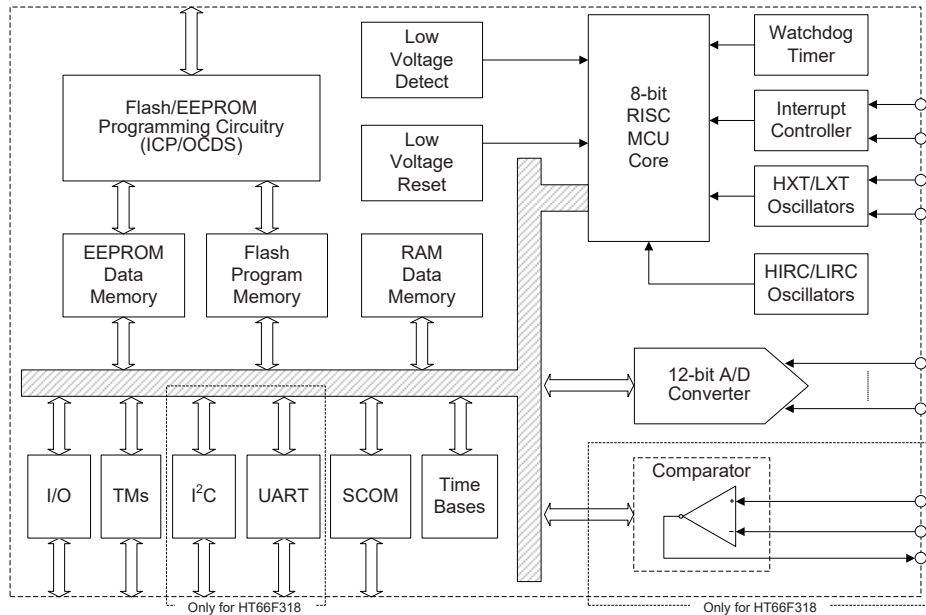 Low
Voltage
Detect
Watchdog
Timer
Flash/EEPROM
Programming Circuitry
(ICP/OCDS)
8-bit
RISC
MCU
Core
Interrupt
Controller
Low
Voltage
Reset
HXT/LXT
Oscillators
EEPROM
Data
Memory
Flash
Program
Memory
RAM
Data
Memory
HIRC/LIRC
Oscillators
12-bit A/D
Converter
I/O
TMs
I²C
UART
SCOM
Time
Bases
Comparator
+
−
Only for HT66F318
Only for HT66F318